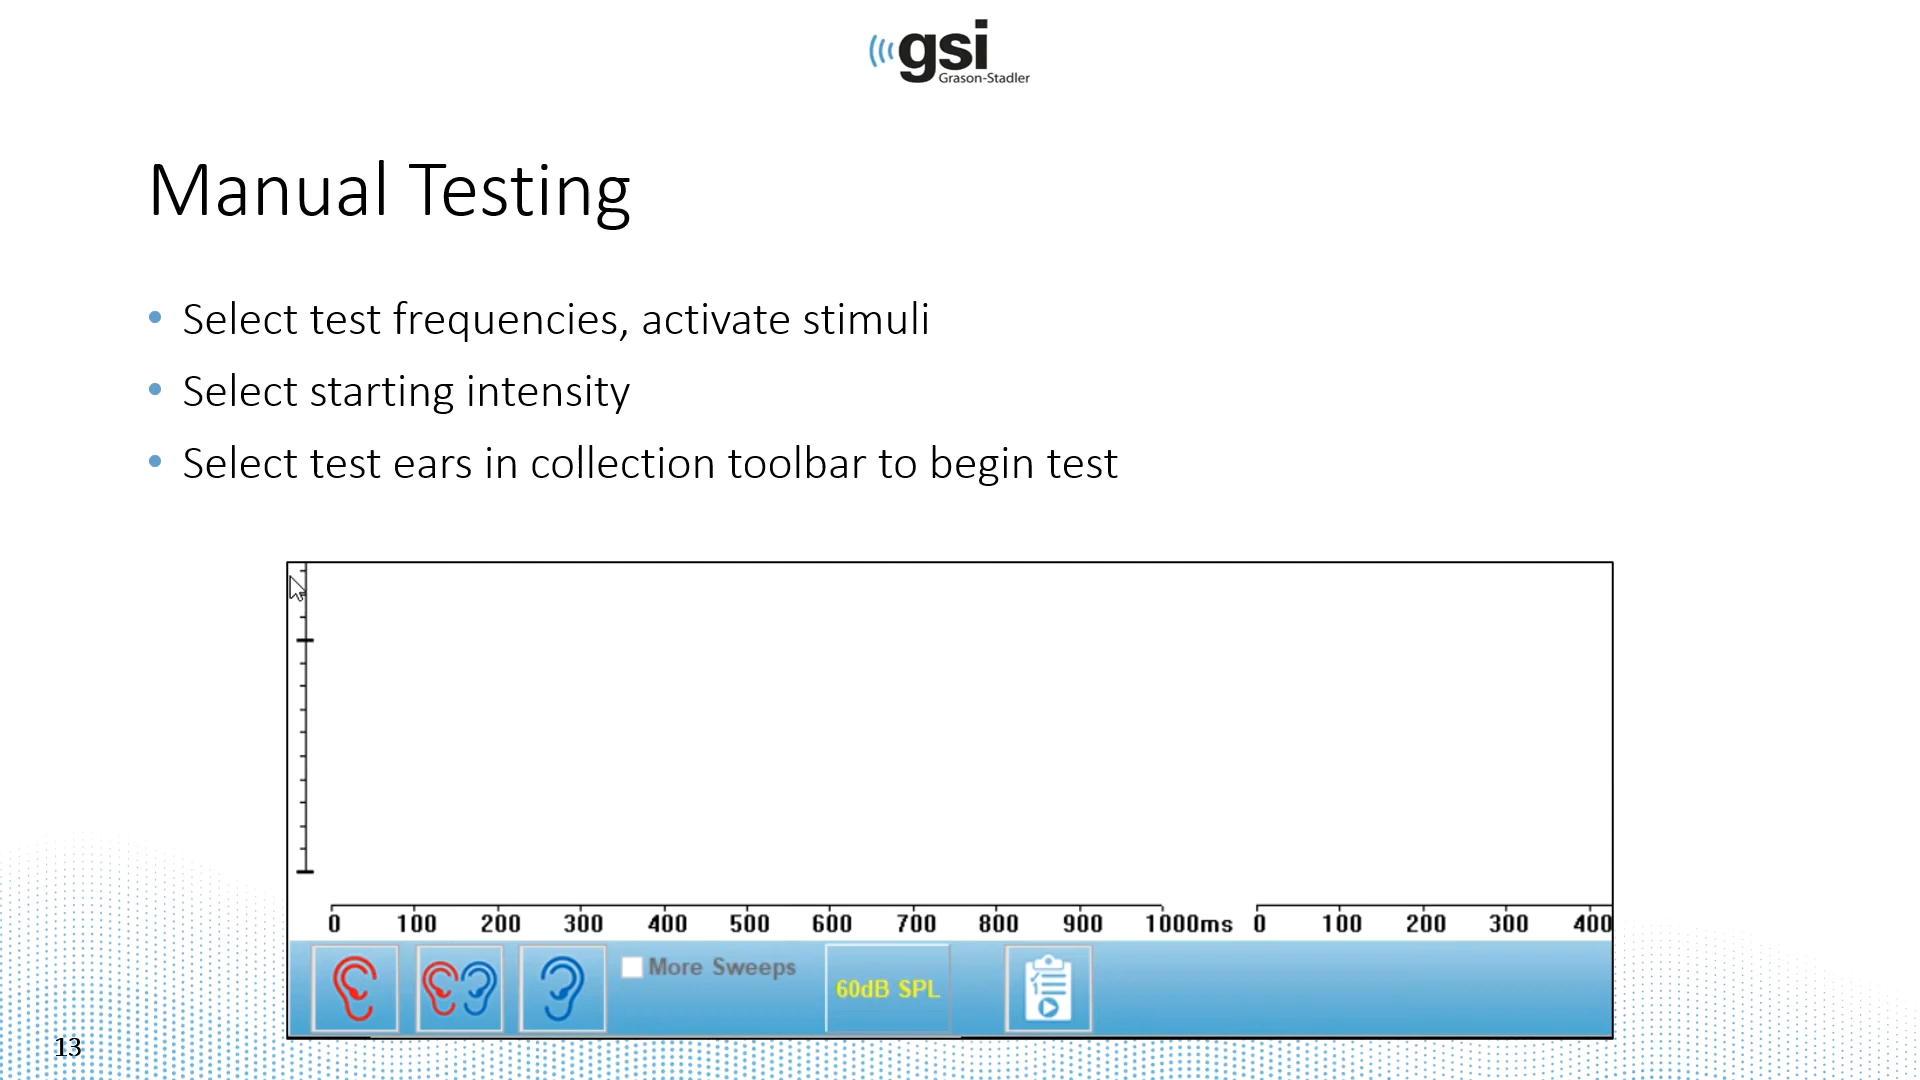 gsi
Grason-Stadler
Manual Testing
• Select test frequencies, activate stimuli
• Select starting intensity
• Select test ears in collection toolbar to begin test
0 100 200 300 400 500 600 700 800 900 1000ms 0 100 200 300 400
More Sweeps
60dB SPL
13